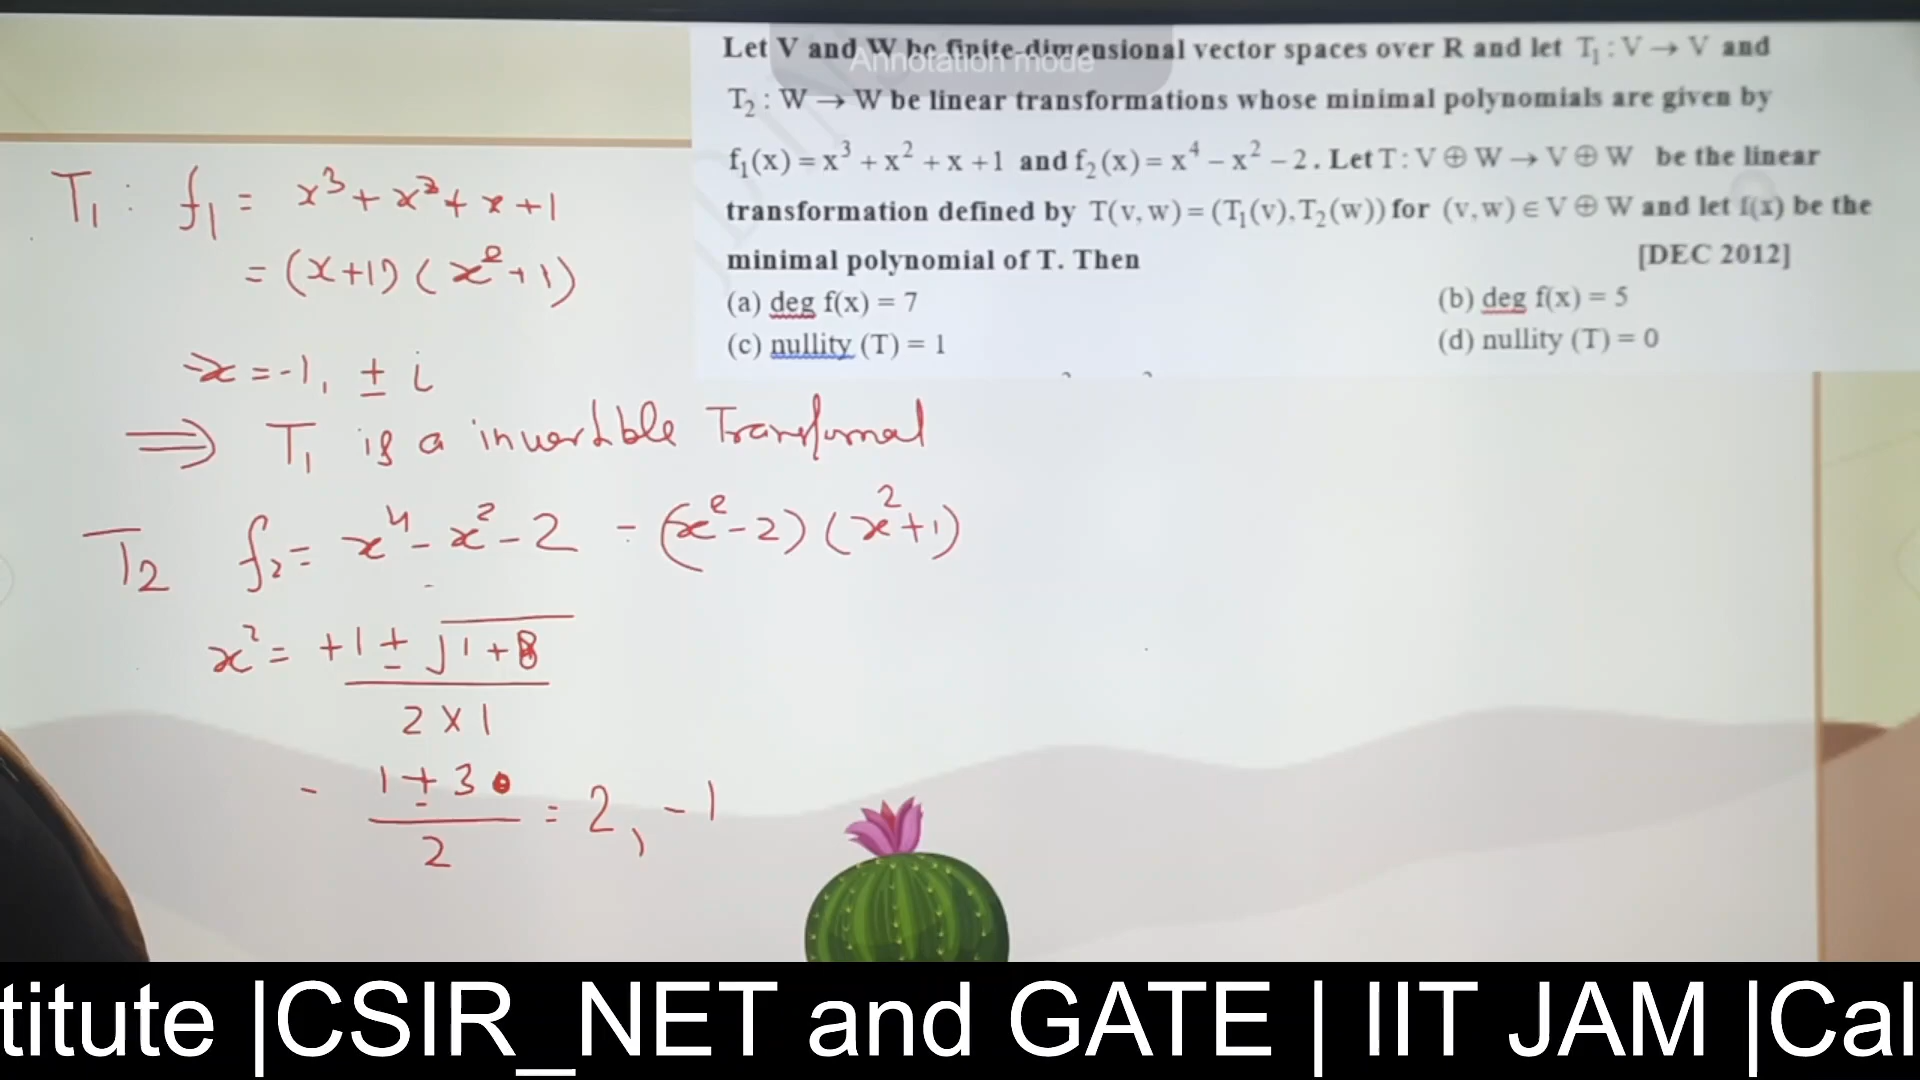 Let V and W be finite-dimensional vector spaces over R and let T₁ : V → V and
Annotation mode
T₂ : W → W be linear transformations whose minimal polynomials are given by
f₁(x) = x³ + x² + x + 1 and f₂(x) = x⁴ − x² − 2. Let T : V ⊕ W → V ⊕ W be the linear
transformation defined by T(v, w) = (T₁(v), T₂(w)) for (v, w) ∈ V ⊕ W and let f(x) be the
minimal polynomial of T. Then [DEC 2012]
(a) deg f(x) = 7 (b) deg f(x) = 5
(c) nullity (T) = 1 (d) nullity (T) = 0
T₁ : f₁ = x³ + x² + x + 1
= (x+1) (x²+1)
x = -1, ± i
⟹ T₁ is a invertible Transformal
T₂ f₂ = x⁴ - x² - 2 = (x²-2) (x²+1)
x² = +1 ± √1+8
2 × 1
- 1 ± 3 = 2, -1
2
titute |CSIR_NET and GATE | IIT JAM |Cal